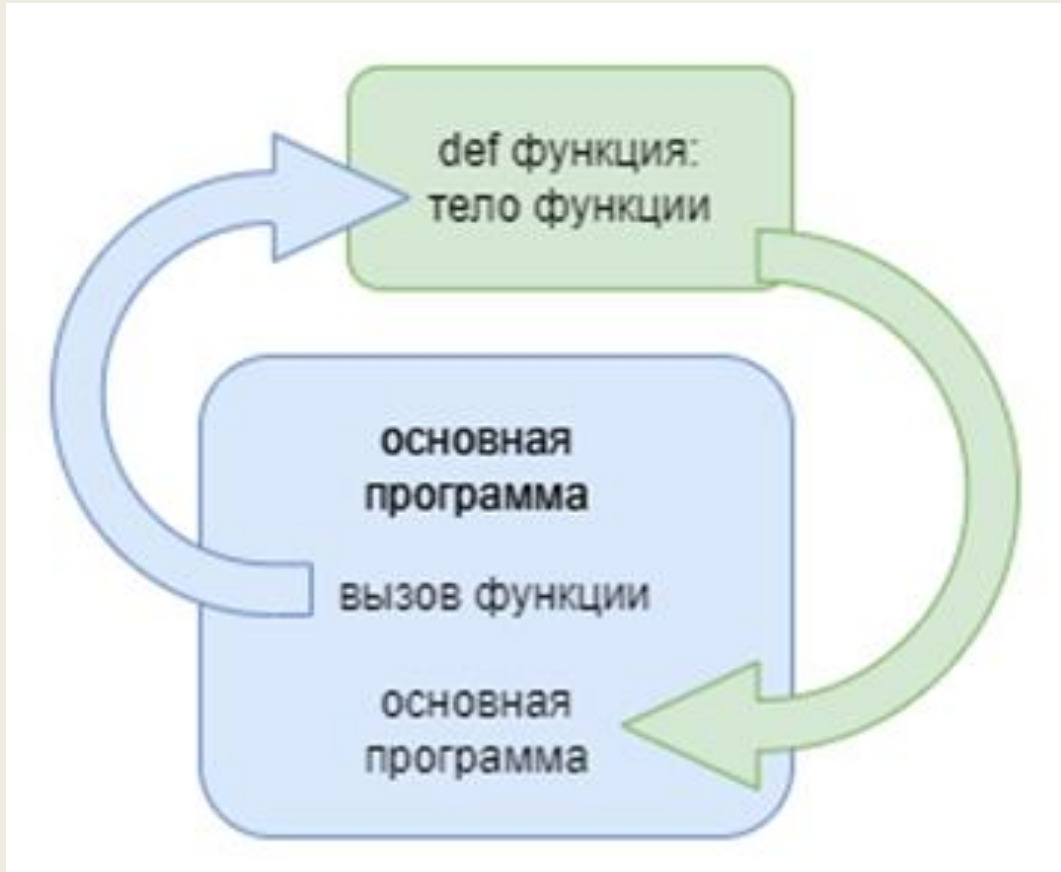 def функция:
тело функции
основная
программа
вызов функции
основная
программа